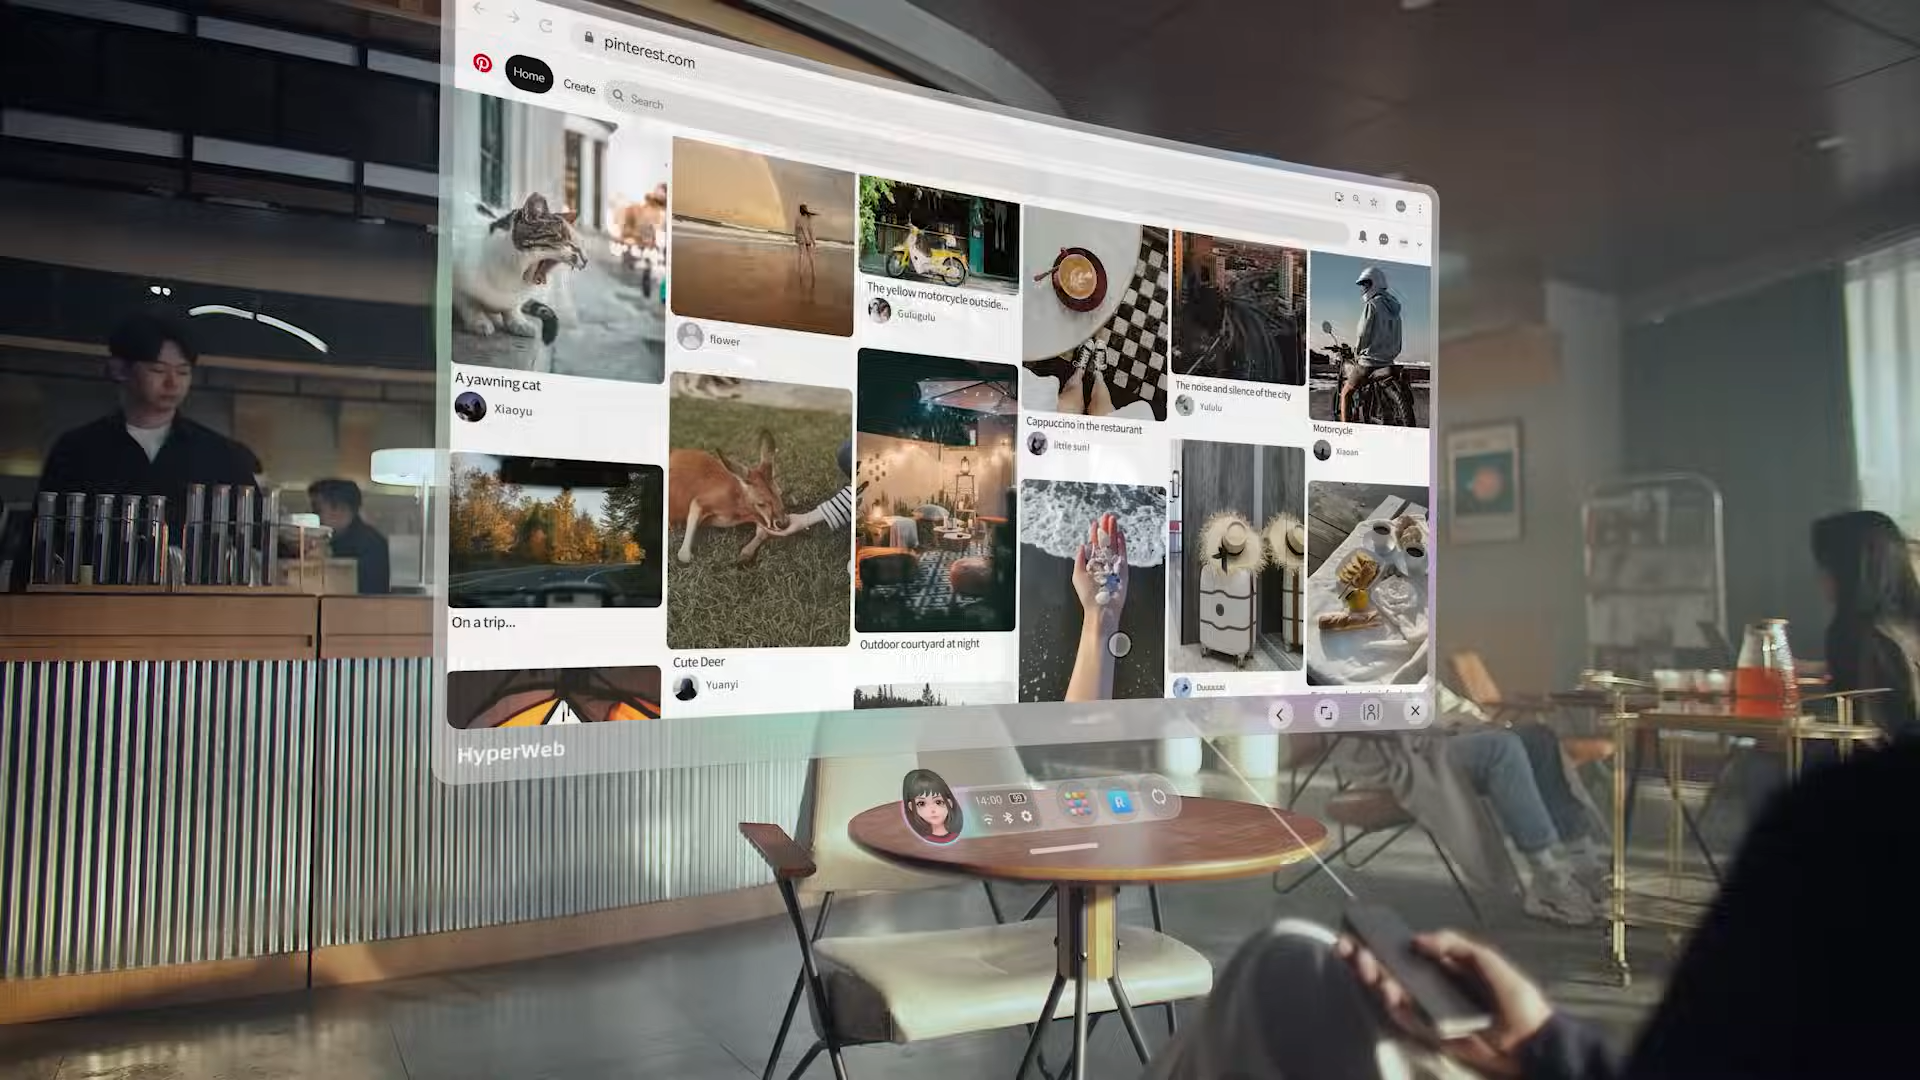 pinterest.com
Home
Create
Search
A yawning cat
Xiaoyu
On a trip...
flower
Cute Deer
Yuanyi
The yellow motorcycle outside...
Gulugulu
Outdoor courtyard at night
Cappuccino in the restaurant
little sun!
The noise and silence of the city
Yululu
Duuuuuu
Motorcycle
Xiaoan
HyperWeb
14:00
99